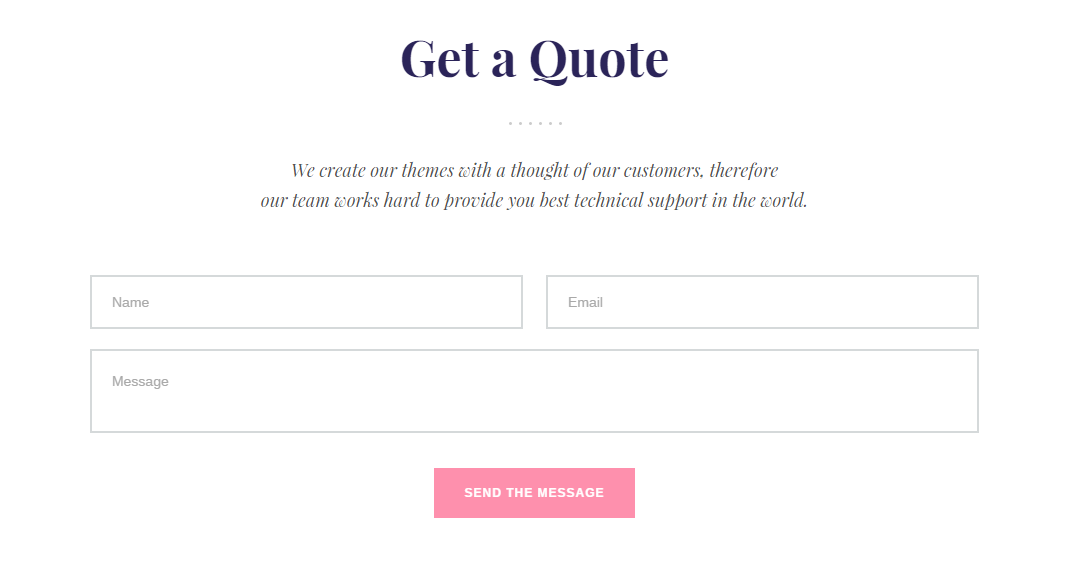 Get a Quote
We create our themes with a thought of our customers, therefore
our team works hard to provide you best technical support in the world.
Name
Email
Message
SEND THE MESSAGE